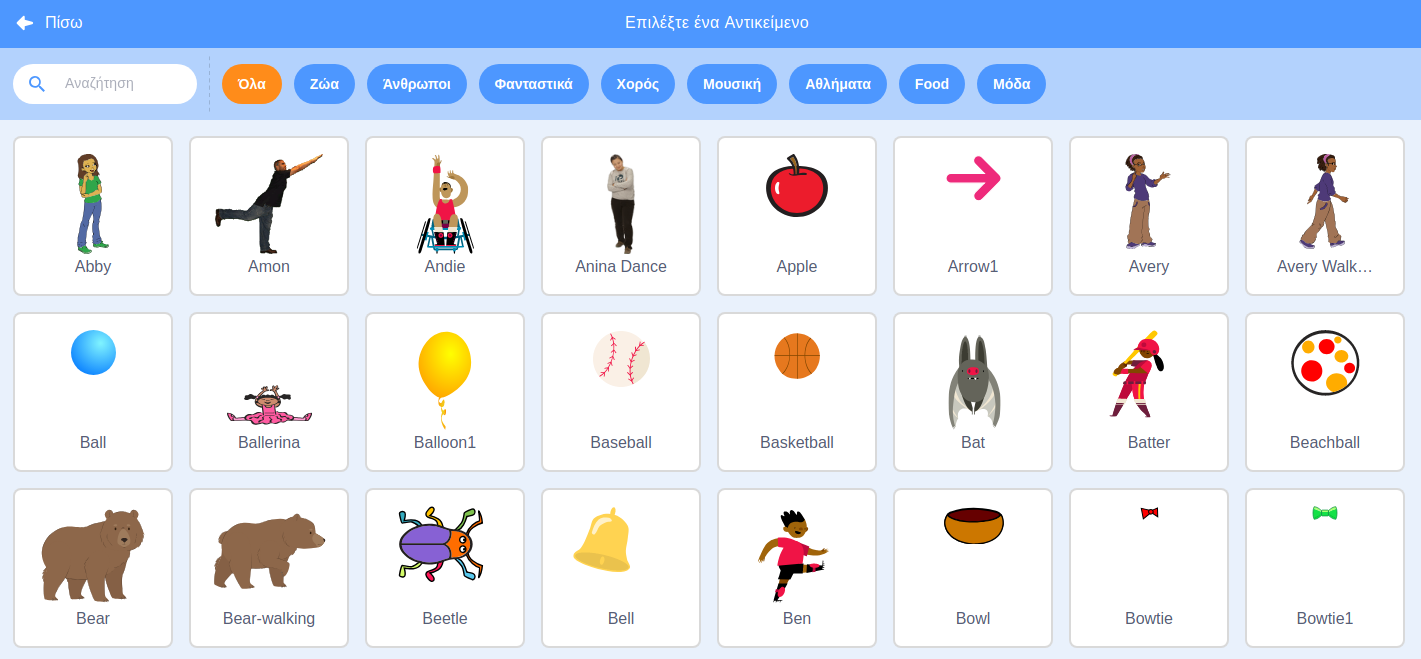 Πίσω
Επιλέξτε ένα Αντικείμενο
Αναζήτηση
Όλα
Ζώα
Άνθρωποι
Φανταστικά
Χορός
Μουσική
Αθλήματα
Food
Μόδα
Abby
Amon
Andie
Anina Dance
Apple
Arrow1
Avery
Avery Walk…
Ball
Ballerina
Balloon1
Baseball
Basketball
Bat
Batter
Beachball
Bear
Bear-walking
Beetle
Bell
Ben
Bowl
Bowtie
Bowtie1